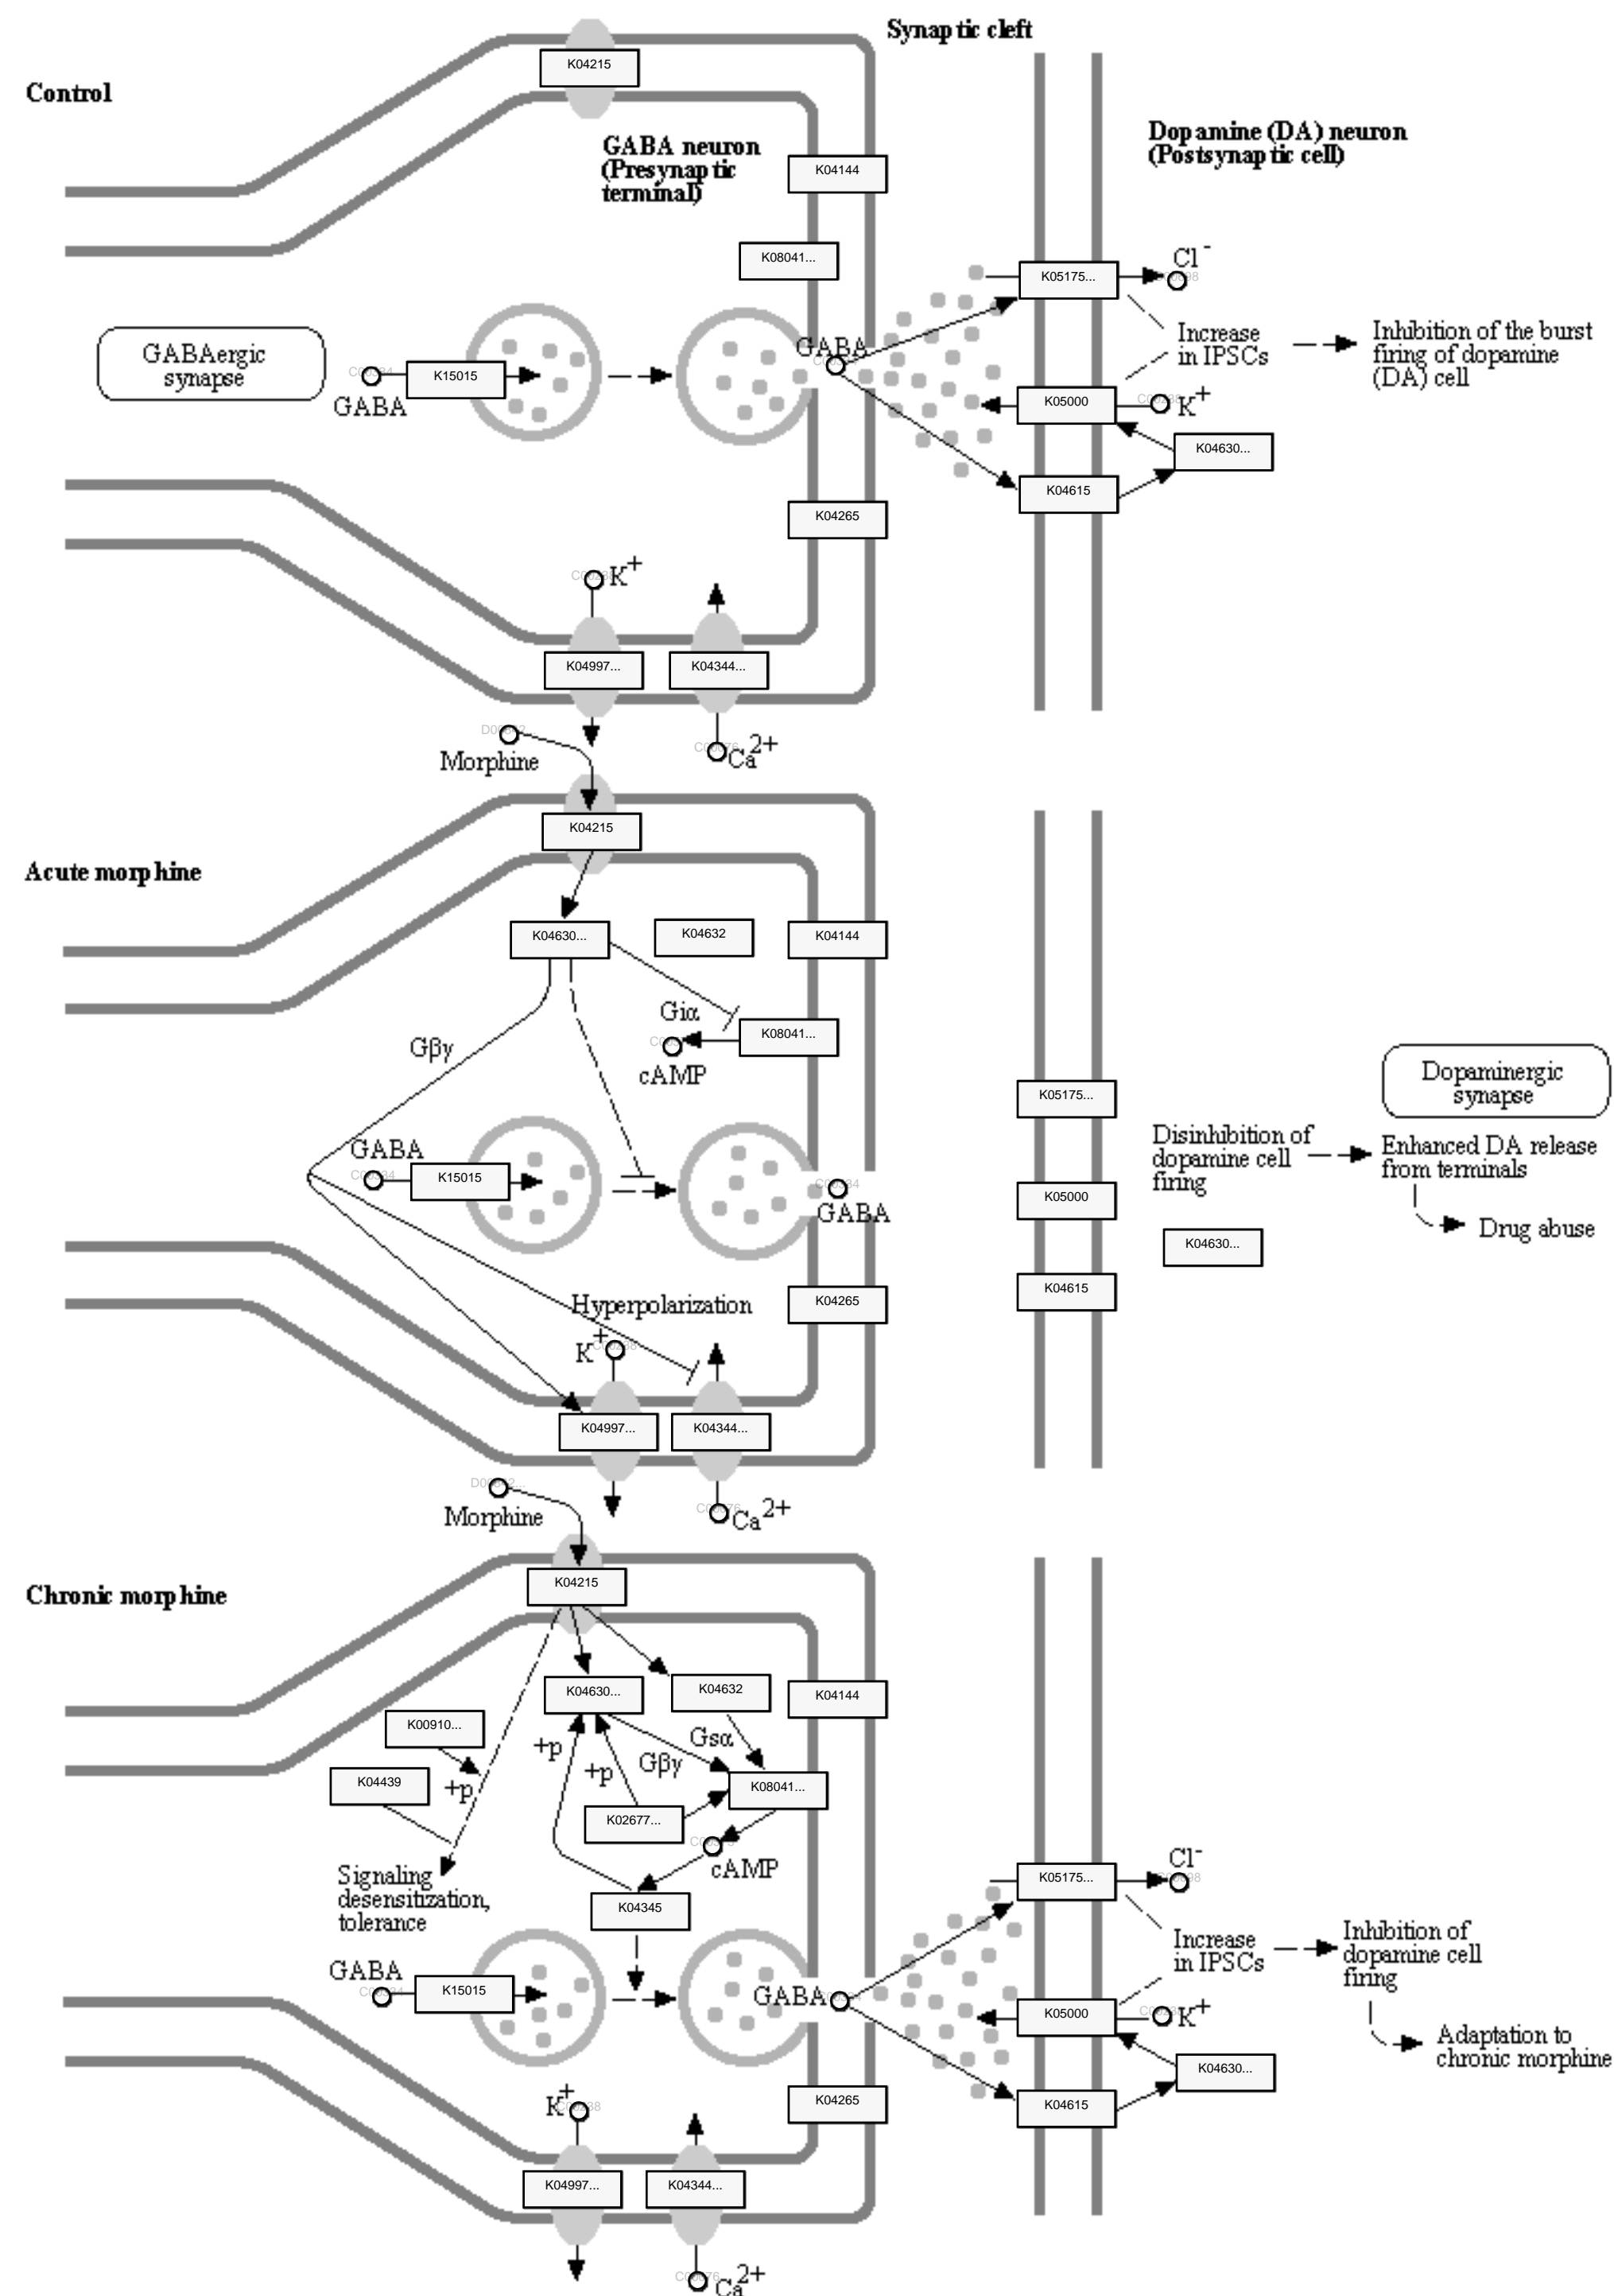 Synaptic cleft
K04215
Control
GABA neuron
(Presynaptic
terminal)
Dopamine (DA) neuron
(Postsynaptic cell)
K04144
K08041...
K05175...
Cl-
GABAergic
synapse
GABA
K15015
GABA
Increase
in IPSCs
Inhibition of the burst
firing of dopamine
(DA) cell
K05000
K+
K04630...
K04615
K04265
K+
K04997...
K04344...
Morphine
Ca2+
K04215
Acute morphine
K04630...
K04632
K04144
Giα
K08041...
Gβγ
cAMP
K05175...
Dopaminergic
synapse
GABA
K15015
GABA
Disinhibition of
dopamine cell
firing
Enhanced DA release
from terminals
K05000
Drug abuse
K04630...
K04615
Hyperpolarization
K04265
K+
K04997...
K04344...
Morphine
Ca2+
K04215
Chronic morphine
K04630...
K04632
K04144
K00910...
+p
Gsα
+p
Gβγ
K04439
+p
K08041...
K02677...
cAMP
Signaling
desensitization,
tolerance
K04345
K05175...
Cl-
GABA
K15015
GABA
Increase
in IPSCs
Inhibition of
dopamine cell
firing
K05000
K+
Adaptation to
chronic morphine
K04630...
K04615
K04265
K+
K04997...
K04344...
Ca2+